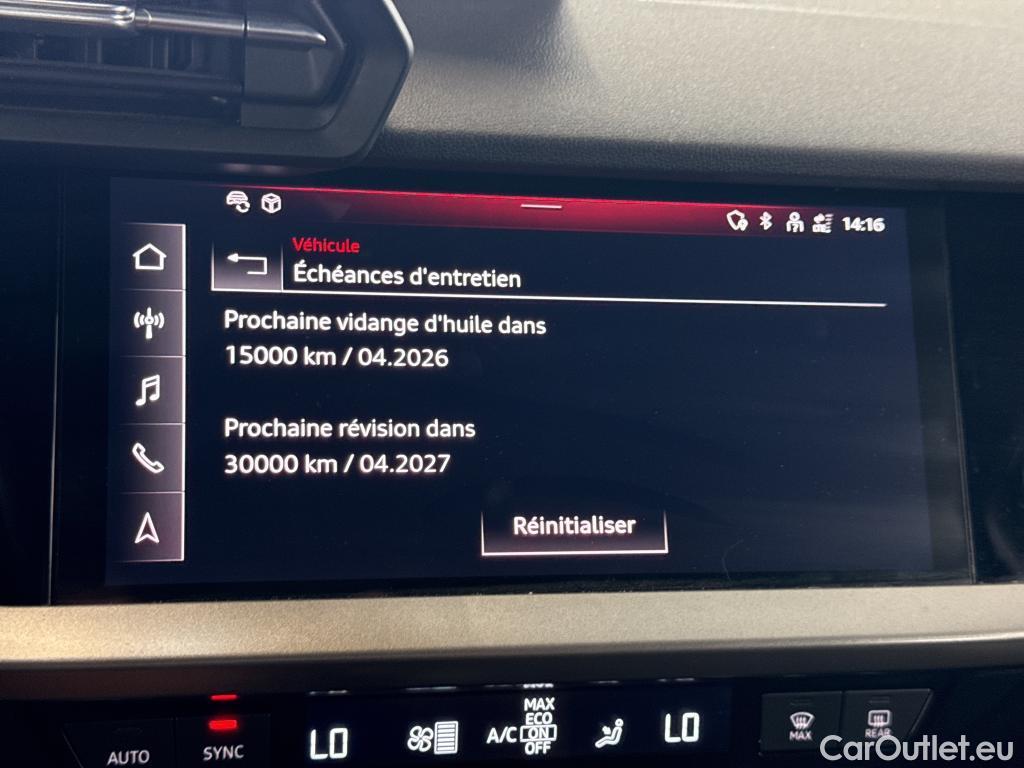 14:16
Véhicule
Échéances d'entretien
Prochaine vidange d'huile dans
15000 km / 04.2026
Prochaine révision dans
30000 km / 04.2027
Réinitialiser
MAX
ECO
LO A/C ON LO
OFF
AUTO SYNC MAX REAR
CarOutlet.eu